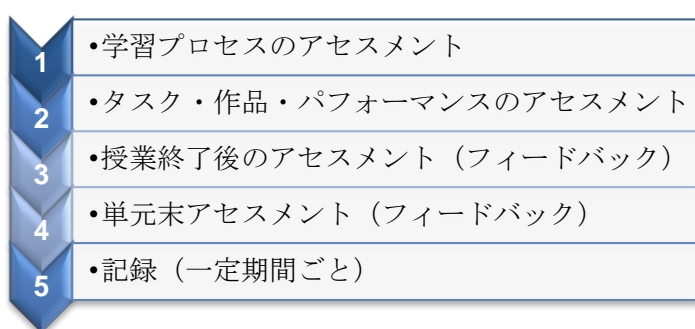 1 •学習プロセスのアセスメント
2 •タスク・作品・パフォーマンスのアセスメント
3 •授業終了後のアセスメント（フィードバック）
4 •単元末アセスメント（フィードバック）
5 •記録（一定期間ごと）